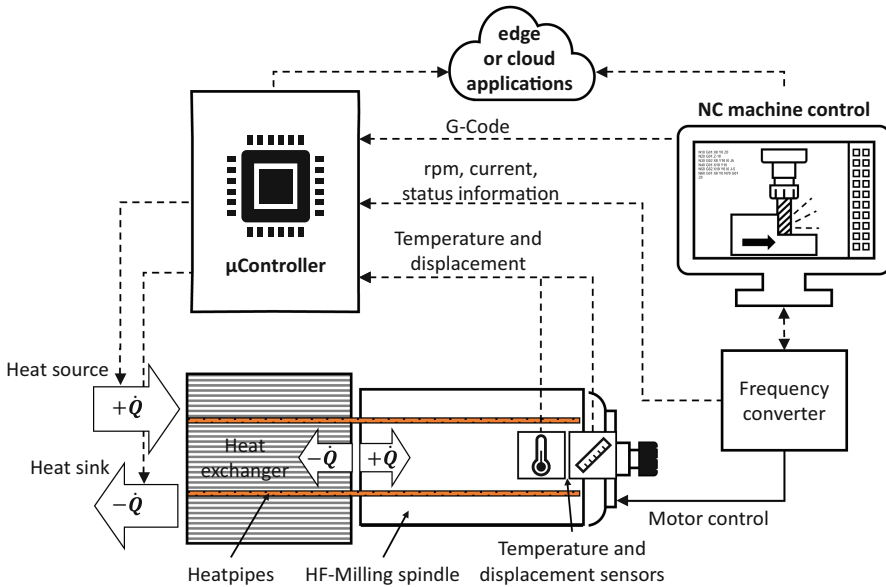 edge
or cloud
applications
NC machine control
G-Code
rpm, current,
status information
Temperature and
displacement
µController
Heat source
+Q̇
Heat sink
−Q̇
Heat
exchanger
−Q̇
+Q̇
Frequency
converter
Motor control
Heatpipes
HF-Milling spindle
Temperature and
displacement sensors